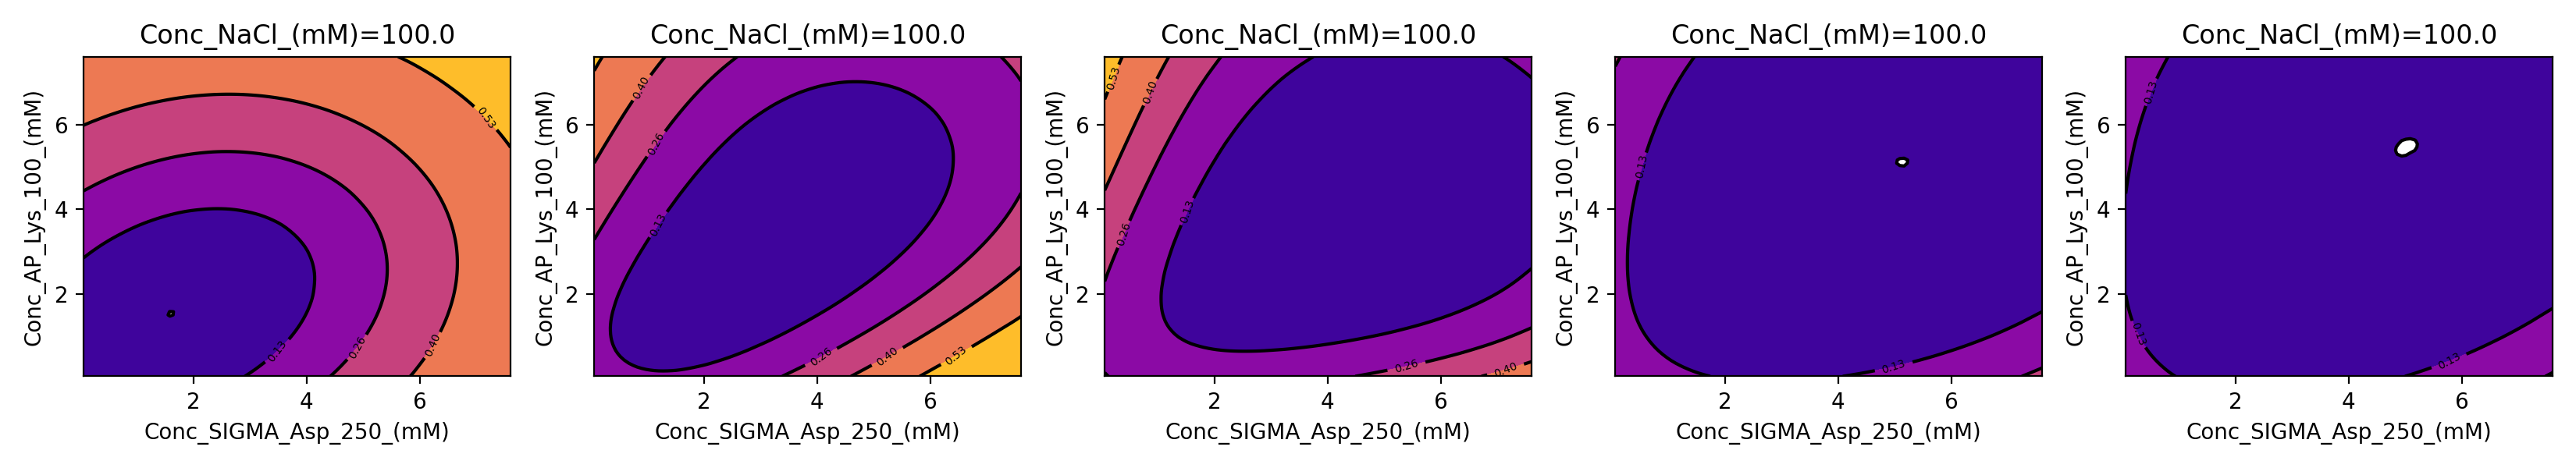 Conc_NaCl_(mM)=100.0
Conc_AP_Lys_100_(mM)
6
4
2
0.53
0.40
0.26
0.13
2 4 6
Conc_SIGMA_Asp_250_(mM)
Conc_NaCl_(mM)=100.0
Conc_AP_Lys_100_(mM)
6
4
2
0.40
0.26
0.13
0.26
0.40
0.53
2 4 6
Conc_SIGMA_Asp_250_(mM)
Conc_NaCl_(mM)=100.0
Conc_AP_Lys_100_(mM)
6
4
2
0.53
0.40
0.13
0.26
0.26
0.40
2 4 6
Conc_SIGMA_Asp_250_(mM)
Conc_NaCl_(mM)=100.0
Conc_AP_Lys_100_(mM)
6
4
2
0.13
0.13
2 4 6
Conc_SIGMA_Asp_250_(mM)
Conc_NaCl_(mM)=100.0
Conc_AP_Lys_100_(mM)
6
4
2
0.13
0.13
0.13
2 4 6
Conc_SIGMA_Asp_250_(mM)